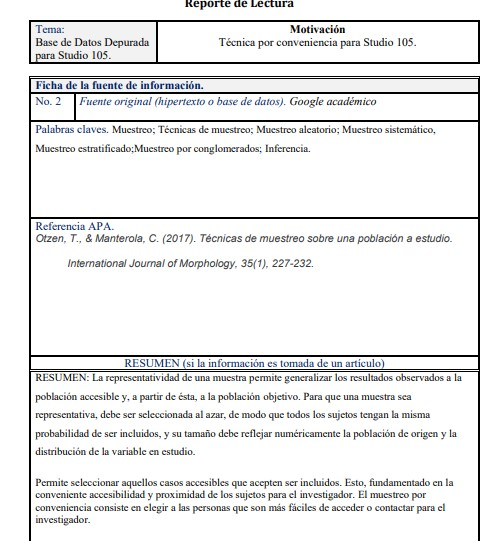 Reporte de Lectura
Tema:
Base de Datos Depurada
para Studio 105.
Motivación
Técnica por conveniencia para Studio 105.
Ficha de la fuente de información.
No. 2
Fuente original (hipertexto o base de datos). Google académico
Palabras claves. Muestreo; Técnicas de muestreo; Muestreo aleatorio; Muestreo sistemático,
Muestreo estratificado;Muestreo por conglomerados; Inferencia.
Referencia APA.
Otzen, T., & Manterola, C. (2017). Técnicas de muestreo sobre una población a estudio.
International Journal of Morphology, 35(1), 227-232.
RESUMEN (si la información es tomada de un artículo)
RESUMEN: La representatividad de una muestra permite generalizar los resultados observados a la
población accesible y, a partir de ésta, a la población objetivo. Para que una muestra sea
representativa, debe ser seleccionada al azar, de modo que todos los sujetos tengan la misma
probabilidad de ser incluidos, y su tamaño debe reflejar numéricamente la población de origen y la
distribución de la variable en estudio.
Permite seleccionar aquellos casos accesibles que acepten ser incluidos. Esto, fundamentado en la
conveniente accesibilidad y proximidad de los sujetos para el investigador. El muestreo por
conveniencia consiste en elegir a las personas que son más fáciles de acceder o contactar para el
investigador.